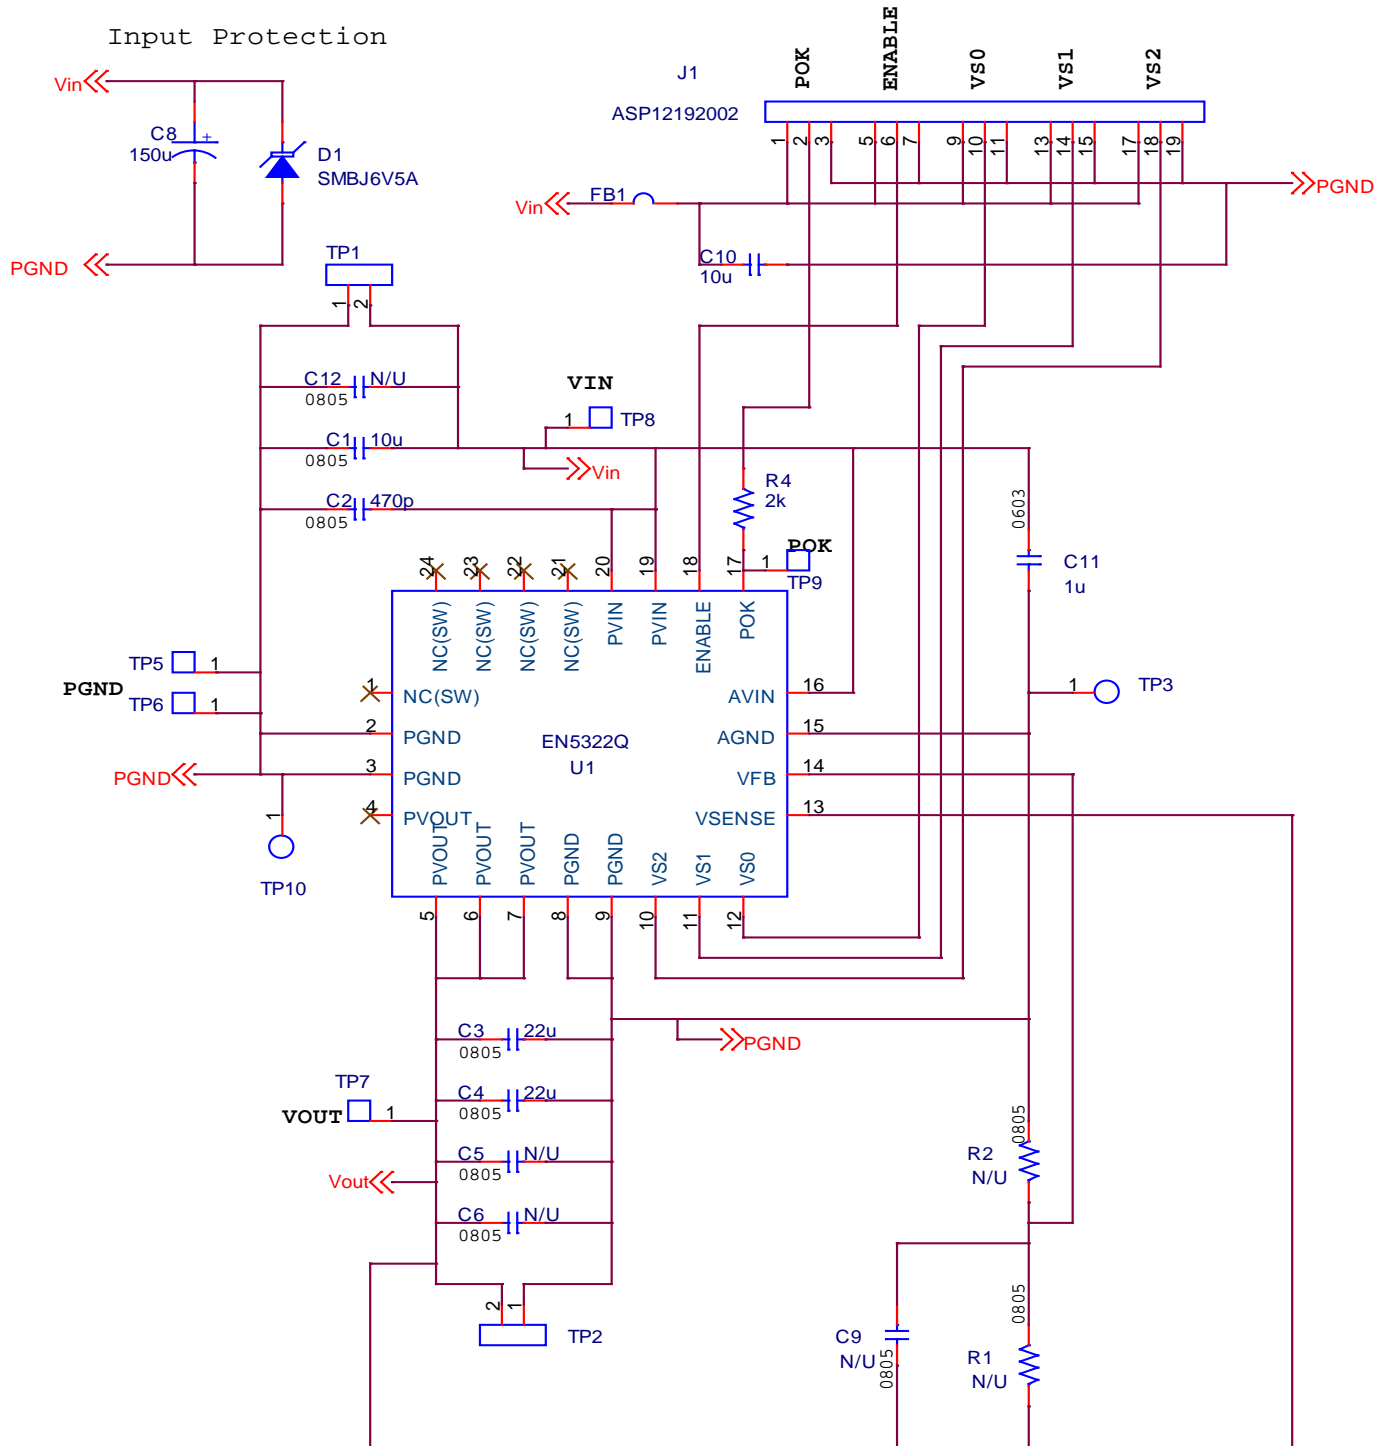 Input Protection
Vin
C8
+
150u
D1
SMBJ6V5A
PGND
J1
ASP12192002
POK
ENABLE
VS0
VS1
VS2
1
2
3
5
6
7
9
10
11
13
14
15
17
18
19
PGND
Vin
FB1
C10
10u
TP1
1
2
C12
N/U
0805
C1
10u
0805
C2
470p
0805
VIN
1
TP8
Vin
R4
2k
POK
1
TP9
0603
C11
1u
24
23
22
21
20
19
18
17
NC(SW)
NC(SW)
NC(SW)
NC(SW)
PVIN
PVIN
ENABLE
POK
TP5
1
PGND
TP6
1
PGND
1
TP10
1
NC(SW)
2
PGND
3
PGND
4
PVOUT
EN5322Q
U1
AVIN
16
AGND
15
VFB
14
VSENSE
13
1
TP3
PVOUT
PVOUT
PVOUT
PGND
PGND
VS2
VS1
VS0
5
6
7
8
9
10
11
12
C3
22u
0805
PGND
C4
22u
0805
TP7
VOUT
1
C5
N/U
0805
Vout
C6
N/U
0805
2
1
TP2
0805
R2
N/U
0805
C9
N/U
0805
R1
N/U